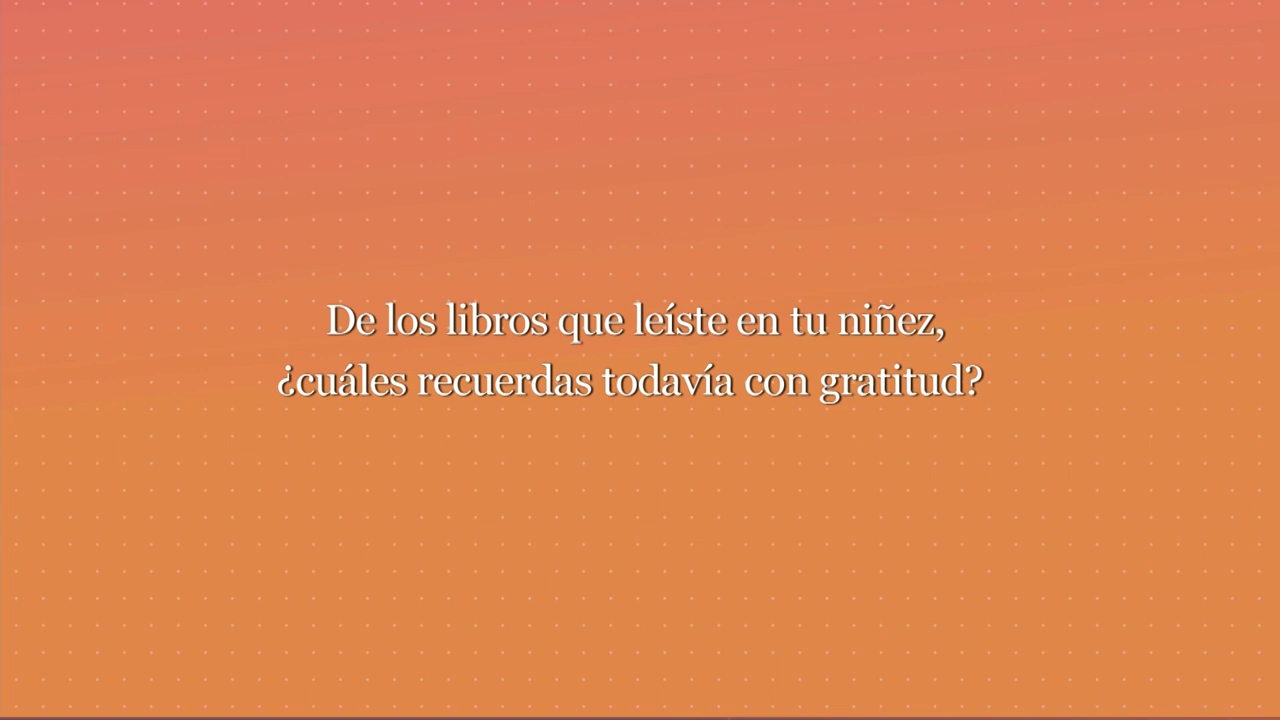 De los libros que leíste en tu niñez,
¿cuáles recuerdas todavía con gratitud?